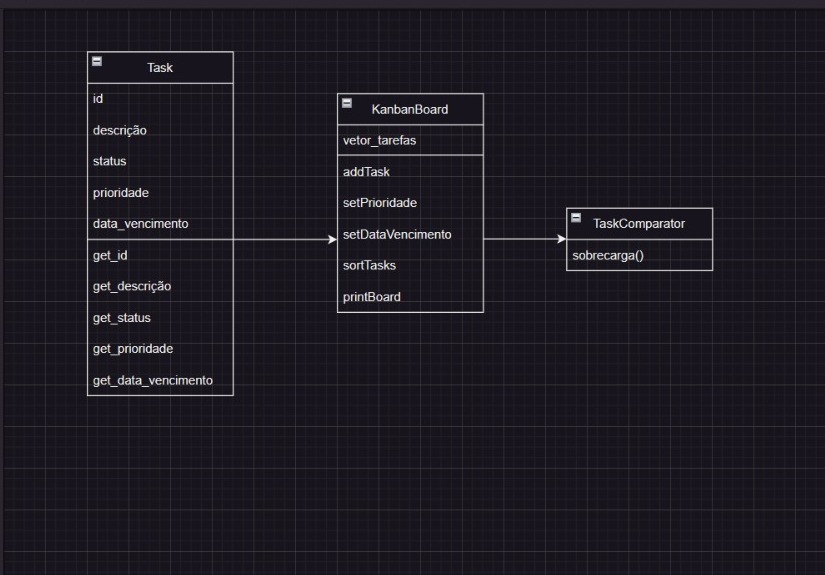 Task
id
descrição
status
prioridade
data_vencimento
get_id
get_descrição
get_status
get_prioridade
get_data_vencimento
KanbanBoard
vetor_tarefas
addTask
setPrioridade
setDataVencimento
sortTasks
printBoard
TaskComparator
sobrecarga()